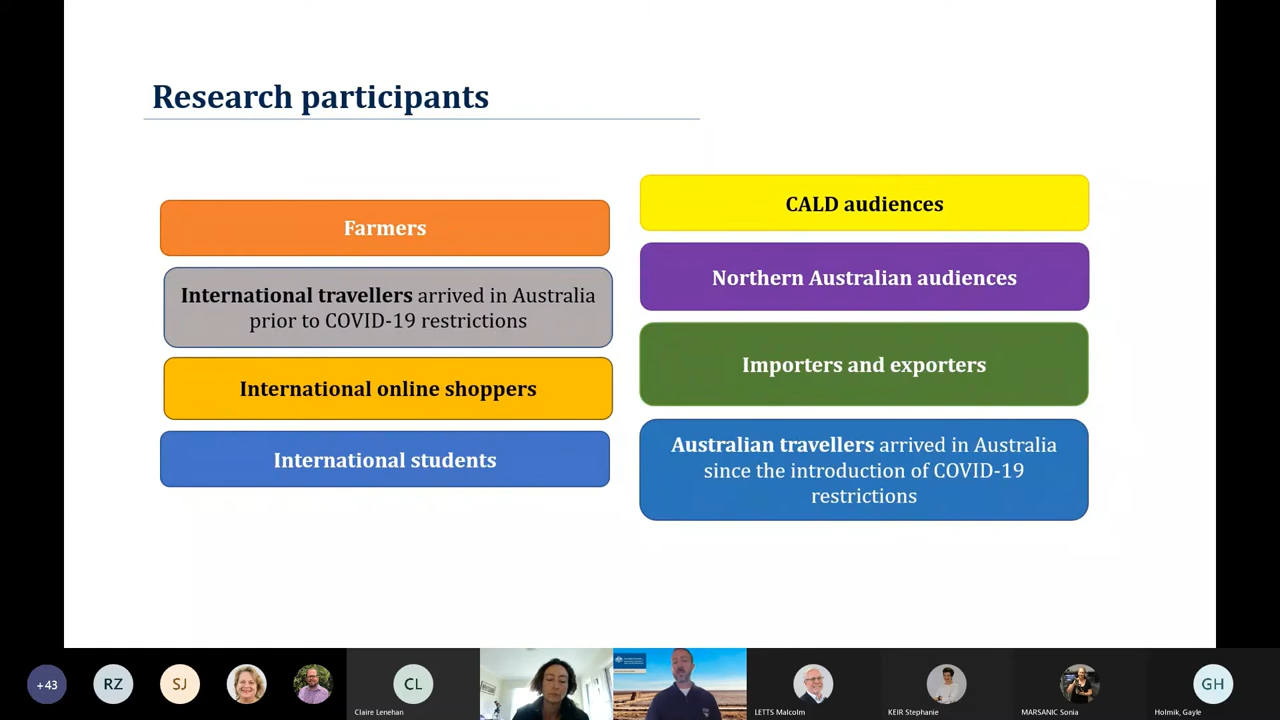 Research participants
Farmers
International travellers arrived in Australia
prior to COVID-19 restrictions
International online shoppers
International students
CALD audiences
Northern Australian audiences
Importers and exporters
Australian travellers arrived in Australia
since the introduction of COVID-19
restrictions
+43
RZ
SJ
CL
Claire Lenehan
LETTS Malcolm
KEIR Stephanie
MARSANIC Sonia
GH
Holmik, Gayle